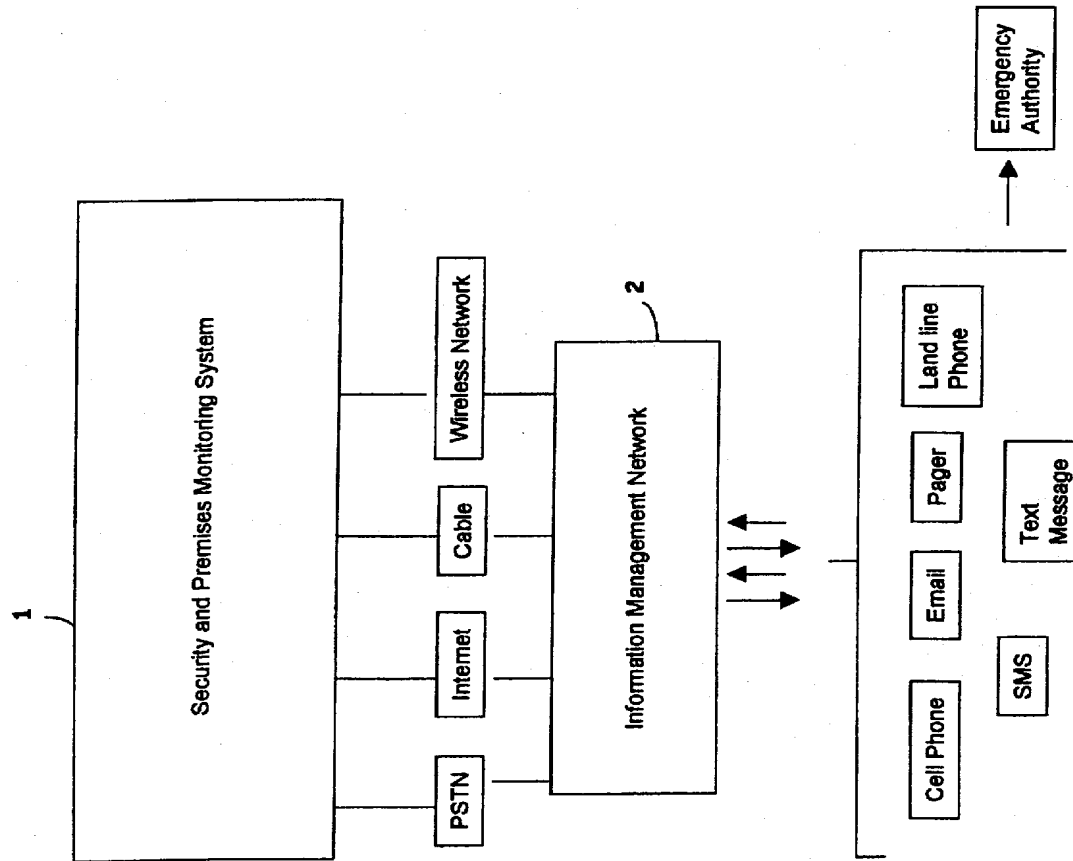 1
Security and Premises Monitoring System
PSTN
Internet
Cable
Wireless Network
2
Information Management Network
Cell Phone
Email
Pager
Land line
Phone
SMS
Text
Message
Emergency
Authority